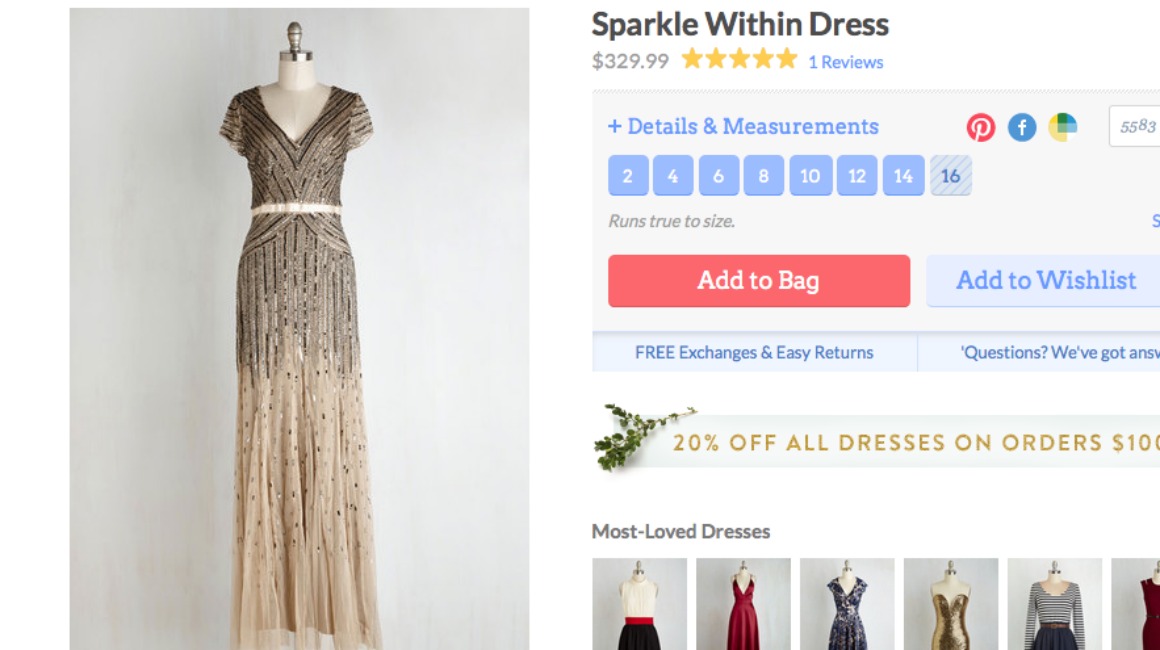 Sparkle Within Dress
$329.99 1 Reviews
+ Details & Measurements
5583
2 4 6 8 10 12 14 16
Runs true to size.
S
Add to Bag
Add to Wishlist
FREE Exchanges & Easy Returns
'Questions? We've got answ
20% OFF ALL DRESSES ON ORDERS $100
Most-Loved Dresses